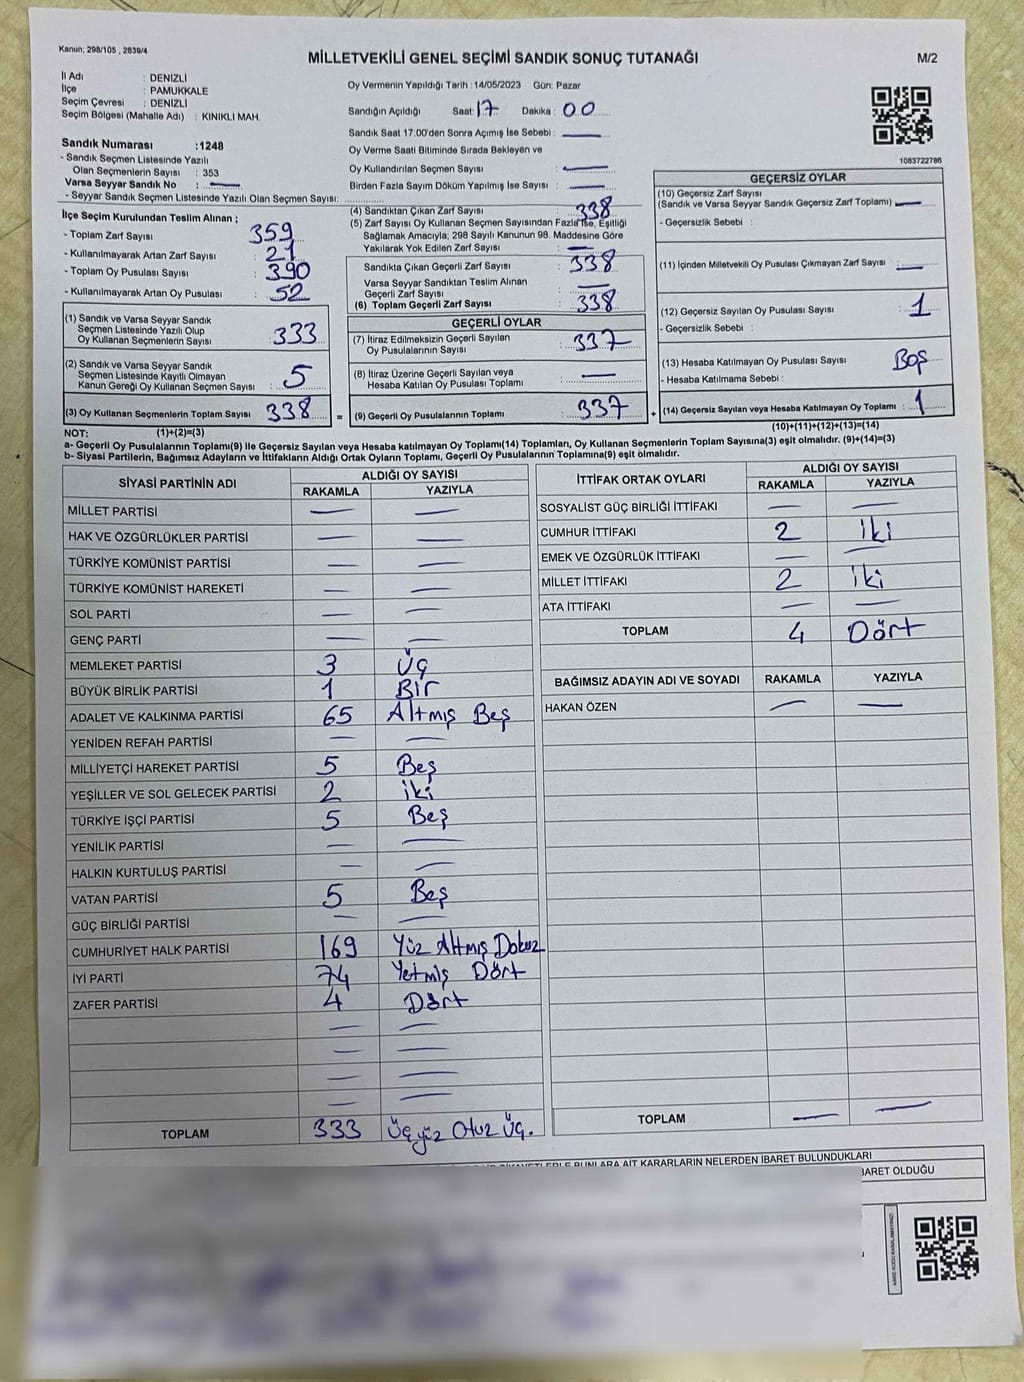 Kanun; 298/105 , 2839/4
MİLLETVEKİLİ GENEL SEÇİMİ SANDIK SONUÇ TUTANAĞI
M/2
İl Adı : DENİZLİ
İlçe : PAMUKKALE
Seçim Çevresi : DENİZLİ
Seçim Bölgesi (Mahalle Adı) : KINIKLI MAH.
Oy Vermenin Yapıldığı Tarih : 14/05/2023 Gün: Pazar
Sandığın Açıldığı Saat: 17 Dakika : 00
Sandık Saat 17.00'den Sonra Açımış İse Sebebi : —
Oy Verme Saati Bitiminde Sırada Bekleyen ve
Oy Kullandırılan Seçmen Sayısı : —
Birden Fazla Sayım Döküm Yapılmış İse Sayısı : —
1083722786
Sandık Numarası :1248
- Sandık Seçmen Listesinde Yazılı
Olan Seçmenlerin Sayısı : 353
Varsa Seyyar Sandık No : —
- Seyyar Sandık Seçmen Listesinde Yazılı Olan Seçmen Sayısı:
İlçe Seçim Kurulundan Teslim Alınan ;
- Toplam Zarf Sayısı : 359
- Kullanılmayarak Artan Zarf Sayısı : 21
- Toplam Oy Pusulası Sayısı : 390
- Kullanılmayarak Artan Oy Pusulası : 52
(1) Sandık ve Varsa Seyyar Sandık
Seçmen Listesinde Yazılı Olup
Oy Kullanan Seçmenlerin Sayısı : 333
(2) Sandık ve Varsa Seyyar Sandık
Seçmen Listesinde Kayıtlı Olmayan
Kanun Gereği Oy Kullanan Seçmen Sayısı : 5
(3) Oy Kullanan Seçmenlerin Toplam Sayısı : 338
(4) Sandıktan Çıkan Zarf Sayısı : 338
(5) Zarf Sayısı Oy Kullanan Seçmen Sayısından Fazla İse, Eşitliği
Sağlamak Amacıyla; 298 Sayılı Kanunun 98. Maddesine Göre
Yakılarak Yok Edilen Zarf Sayısı : —
Sandıkta Çıkan Geçerli Zarf Sayısı : 338
Varsa Seyyar Sandıktan Teslim Alınan
Geçerli Zarf Sayısı : —
(6) Toplam Geçerli Zarf Sayısı : 338
GEÇERLİ OYLAR
(7) İtiraz Edilmeksizin Geçerli Sayılan
Oy Pusulalarının Sayısı : 337
(8) İtiraz Üzerine Geçerli Sayılan veya
Hesaba Katılan Oy Pusulası Toplamı : —
= (9) Geçerli Oy Pusulalarının Toplamı : 337
GEÇERSİZ OYLAR
(10) Geçersiz Zarf Sayısı
(Sandık ve Varsa Seyyar Sandık Geçersiz Zarf Toplamı) —
- Geçersizlik Sebebi :
(11) İçinden Milletvekili Oy Pusulası Çıkmayan Zarf Sayısı : —
(12) Geçersiz Sayılan Oy Pusulası Sayısı : 1
- Geçersizlik Sebebi :
(13) Hesaba Katılmayan Oy Pusulası Sayısı : Boş
- Hesaba Katılmama Sebebi :
+ (14) Geçersiz Sayılan veya Hesaba Katılmayan Oy Toplamı : 1
NOT: (1)+(2)=(3)
(10)+(11)+(12)+(13)=(14)
a- Geçerli Oy Pusulalarının Toplamı(9) ile Geçersiz Sayılan veya Hesaba katılmayan Oy Toplamı(14) Toplamları, Oy Kullanan Seçmenlerin Toplam Sayısına(3) eşit olmalıdır. (9)+(14)=(3)
b- Siyasi Partilerin, Bağımsız Adayların ve İttifakların Aldığı Ortak Oyların Toplamı, Geçerli Oy Pusulalarının Toplamına(9) eşit olmalıdır.
SİYASİ PARTİNİN ADI ALDIĞI OY SAYISI
RAKAMLA YAZIYLA
MİLLET PARTİSİ — —
HAK VE ÖZGÜRLÜKLER PARTİSİ — —
TÜRKİYE KOMÜNİST PARTİSİ — —
TÜRKİYE KOMÜNİST HAREKETİ — —
SOL PARTİ — —
GENÇ PARTİ — —
MEMLEKET PARTİSİ 3 Üç
BÜYÜK BİRLİK PARTİSİ 1 Bir
ADALET VE KALKINMA PARTİSİ 65 Altmış Beş
YENİDEN REFAH PARTİSİ — —
MİLLİYETÇİ HAREKET PARTİSİ 5 Beş
YEŞİLLER VE SOL GELECEK PARTİSİ 2 iki
TÜRKİYE İŞÇİ PARTİSİ 5 Beş
YENİLİK PARTİSİ — —
HALKIN KURTULUŞ PARTİSİ — —
VATAN PARTİSİ 5 Beş
GÜÇ BİRLİĞİ PARTİSİ — —
CUMHURİYET HALK PARTİSİ 169 Yüz Altmış Dokuz
İYİ PARTİ 74 Yetmiş Dört
ZAFER PARTİSİ 4 Dört
— —
— —
— —
— —
TOPLAM 333 Üçyüz Otuz Üç.
İTTİFAK ORTAK OYLARI ALDIĞI OY SAYISI
RAKAMLA YAZIYLA
SOSYALİST GÜÇ BİRLİĞİ İTTİFAKI — —
CUMHUR İTTİFAKI 2 iki
EMEK VE ÖZGÜRLÜK İTTİFAKI — —
MİLLET İTTİFAKI 2 iki
ATA İTTİFAKI — —
TOPLAM 4 Dört
BAĞIMSIZ ADAYIN ADI VE SOYADI RAKAMLA YAZIYLA
HAKAN ÖZEN — —
TOPLAM — —
BUNLARA AİT KARARLARIN NELERDEN İBARET BULUNDUKLARI
İBARET OLDUĞU